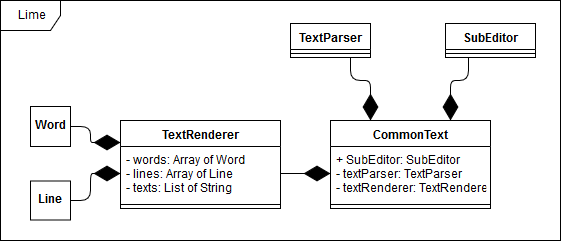 Lime
TextParser
SubEditor
Word
Line
TextRenderer
- words: Array of Word
- lines: Array of Line
- texts: List of String
CommonText
+ SubEditor: SubEditor
- textParser: TextParser
- textRenderer: TextRendere